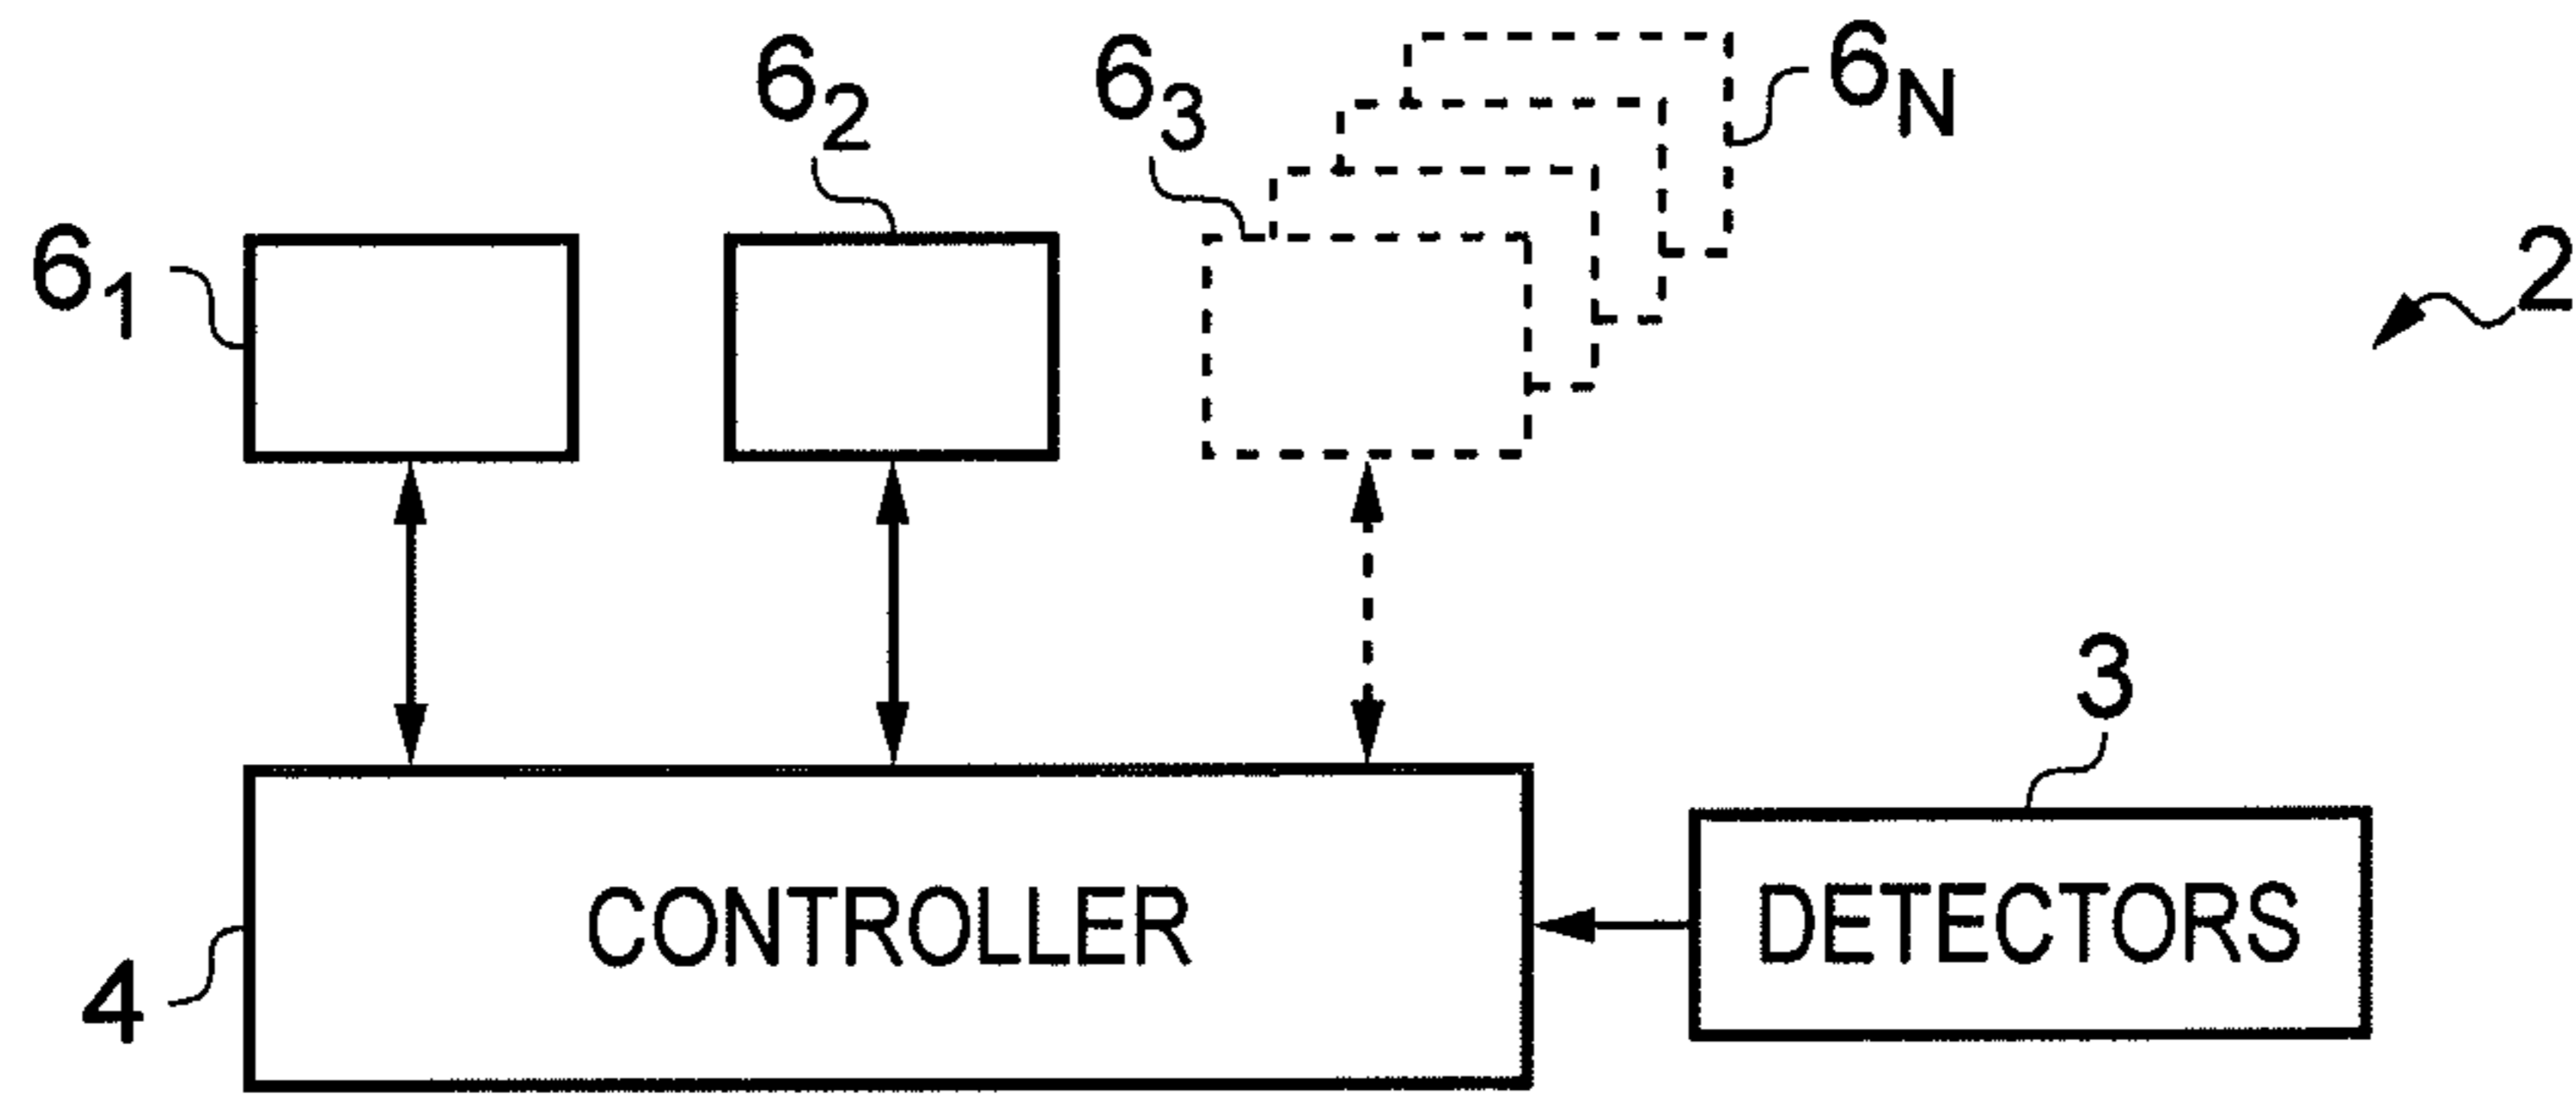 6₁
6₂
6₃
6N
2
3
4
CONTROLLER
DETECTORS